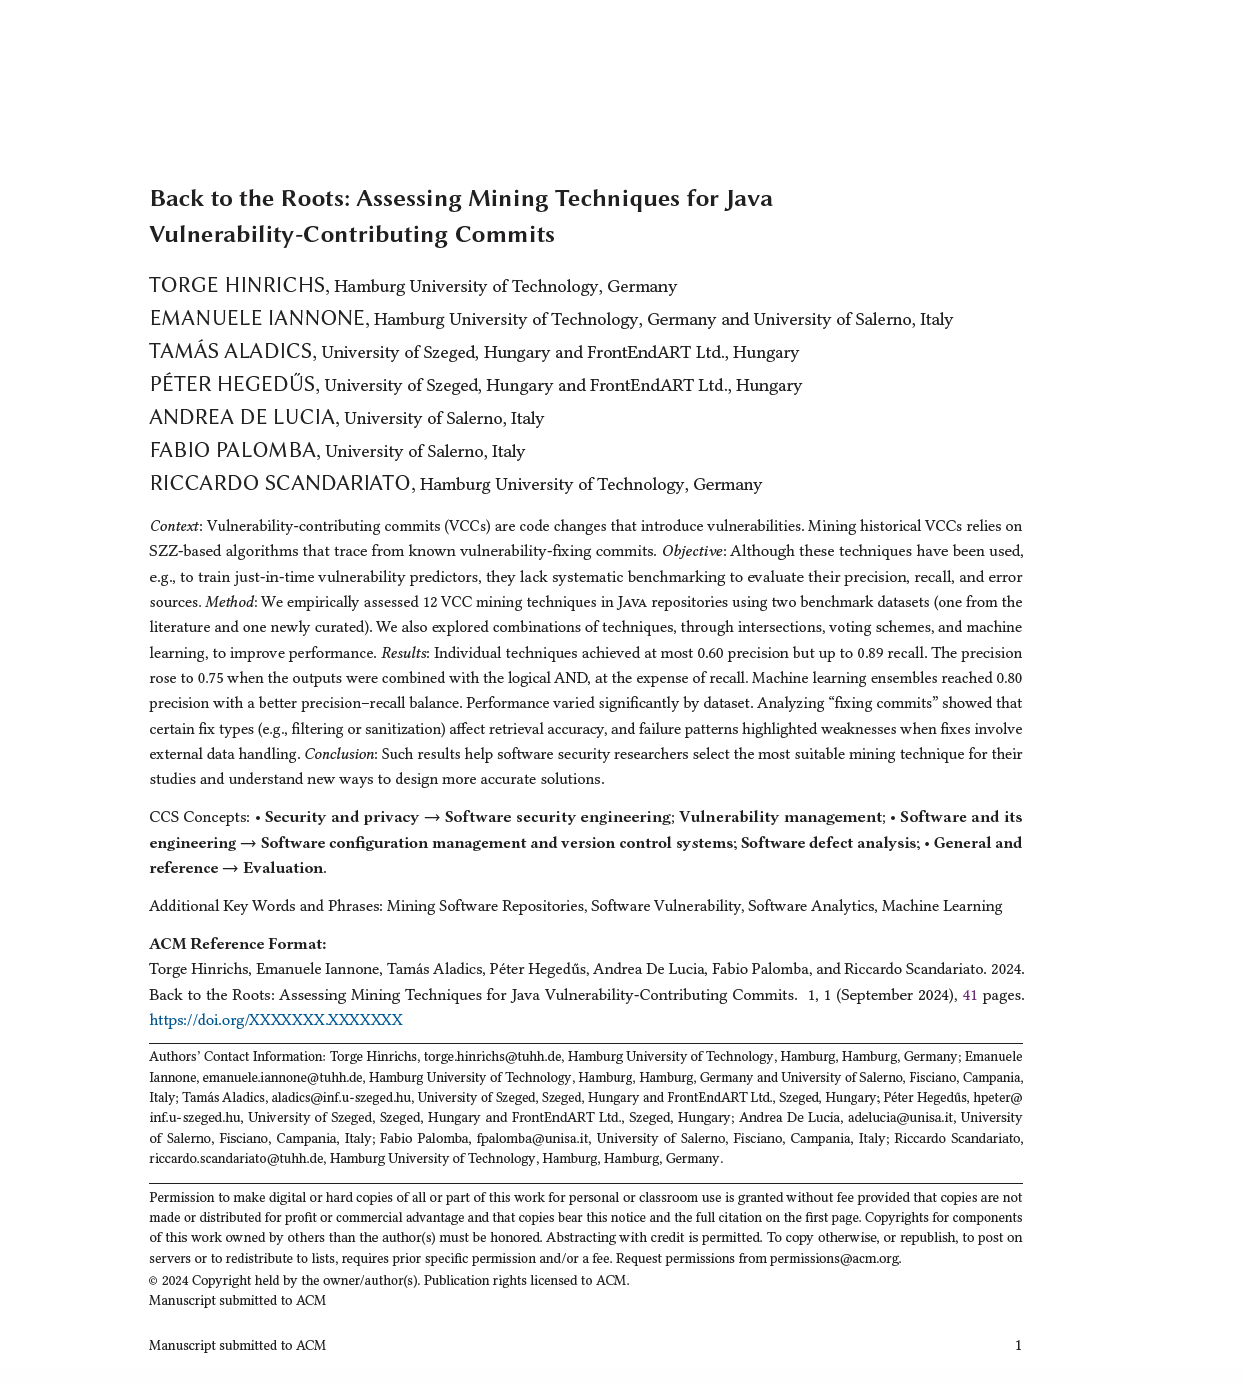 Back to the Roots: Assessing Mining Techniques for Java
Vulnerability-Contributing Commits
TORGE HINRICHS, Hamburg University of Technology, Germany
EMANUELE IANNONE, Hamburg University of Technology, Germany and University of Salerno, Italy
TAMÁS ALADICS, University of Szeged, Hungary and FrontEndART Ltd., Hungary
PÉTER HEGEDŰS, University of Szeged, Hungary and FrontEndART Ltd., Hungary
ANDREA DE LUCIA, University of Salerno, Italy
FABIO PALOMBA, University of Salerno, Italy
RICCARDO SCANDARIATO, Hamburg University of Technology, Germany
Context: Vulnerability-contributing commits (VCCs) are code changes that introduce vulnerabilities. Mining historical VCCs relies on
SZZ-based algorithms that trace from known vulnerability-fixing commits. Objective: Although these techniques have been used,
e.g., to train just-in-time vulnerability predictors, they lack systematic benchmarking to evaluate their precision, recall, and error
sources. Method: We empirically assessed 12 VCC mining techniques in Java repositories using two benchmark datasets (one from the
literature and one newly curated). We also explored combinations of techniques, through intersections, voting schemes, and machine
learning, to improve performance. Results: Individual techniques achieved at most 0.60 precision but up to 0.89 recall. The precision
rose to 0.75 when the outputs were combined with the logical AND, at the expense of recall. Machine learning ensembles reached 0.80
precision with a better precision–recall balance. Performance varied significantly by dataset. Analyzing “fixing commits” showed that
certain fix types (e.g., filtering or sanitization) affect retrieval accuracy, and failure patterns highlighted weaknesses when fixes involve
external data handling. Conclusion: Such results help software security researchers select the most suitable mining technique for their
studies and understand new ways to design more accurate solutions.
CCS Concepts: • Security and privacy → Software security engineering; Vulnerability management; • Software and its
engineering → Software configuration management and version control systems; Software defect analysis; • General and
reference → Evaluation.
Additional Key Words and Phrases: Mining Software Repositories, Software Vulnerability, Software Analytics, Machine Learning
ACM Reference Format:
Torge Hinrichs, Emanuele Iannone, Tamás Aladics, Péter Hegedűs, Andrea De Lucia, Fabio Palomba, and Riccardo Scandariato. 2024.
Back to the Roots: Assessing Mining Techniques for Java Vulnerability-Contributing Commits. 1, 1 (September 2024), 41 pages.
https://doi.org/XXXXXXX.XXXXXXX
Authors’ Contact Information: Torge Hinrichs, torge.hinrichs@tuhh.de, Hamburg University of Technology, Hamburg, Hamburg, Germany; Emanuele
Iannone, emanuele.iannone@tuhh.de, Hamburg University of Technology, Hamburg, Hamburg, Germany and University of Salerno, Fisciano, Campania,
Italy; Tamás Aladics, aladics@inf.u-szeged.hu, University of Szeged, Szeged, Hungary and FrontEndART Ltd., Szeged, Hungary; Péter Hegedűs, hpeter@
inf.u-szeged.hu, University of Szeged, Szeged, Hungary and FrontEndART Ltd., Szeged, Hungary; Andrea De Lucia, adelucia@unisa.it, University
of Salerno, Fisciano, Campania, Italy; Fabio Palomba, fpalomba@unisa.it, University of Salerno, Fisciano, Campania, Italy; Riccardo Scandariato,
riccardo.scandariato@tuhh.de, Hamburg University of Technology, Hamburg, Hamburg, Germany.
Permission to make digital or hard copies of all or part of this work for personal or classroom use is granted without fee provided that copies are not
made or distributed for profit or commercial advantage and that copies bear this notice and the full citation on the first page. Copyrights for components
of this work owned by others than the author(s) must be honored. Abstracting with credit is permitted. To copy otherwise, or republish, to post on
servers or to redistribute to lists, requires prior specific permission and/or a fee. Request permissions from permissions@acm.org.
© 2024 Copyright held by the owner/author(s). Publication rights licensed to ACM.
Manuscript submitted to ACM
Manuscript submitted to ACM 1